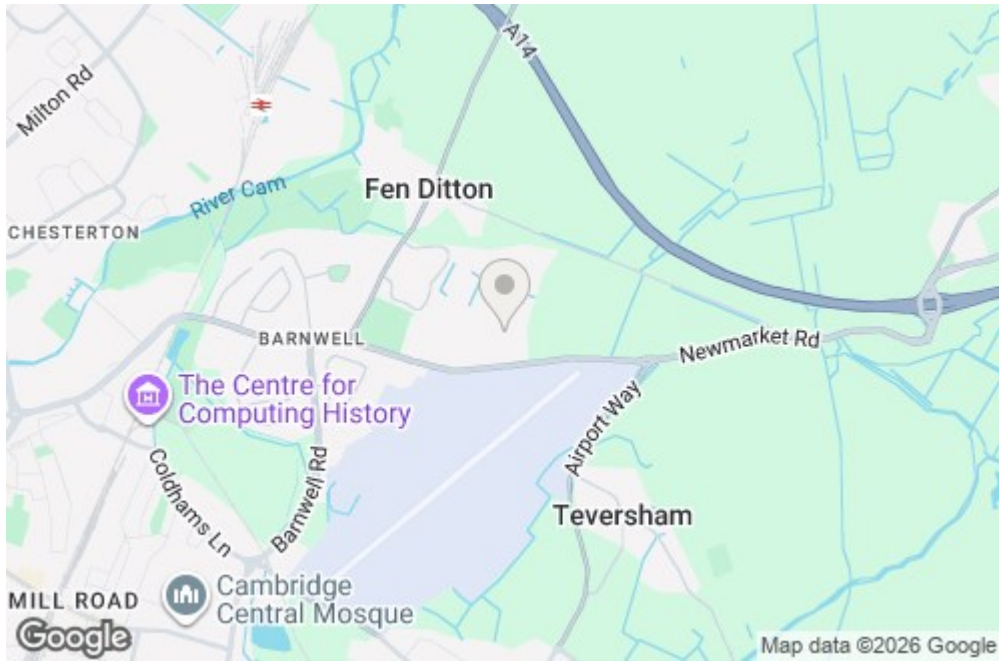 A14
Milton Rd
Fen Ditton
River Cam
CHESTERTON
BARNWELL
Newmarket Rd
The Centre for
Computing History
Airport Way
Coldhams Ln
Barnwell Rd
Teversham
Cambridge
Central Mosque
MILL ROAD
Google
Map data ©2026 Google